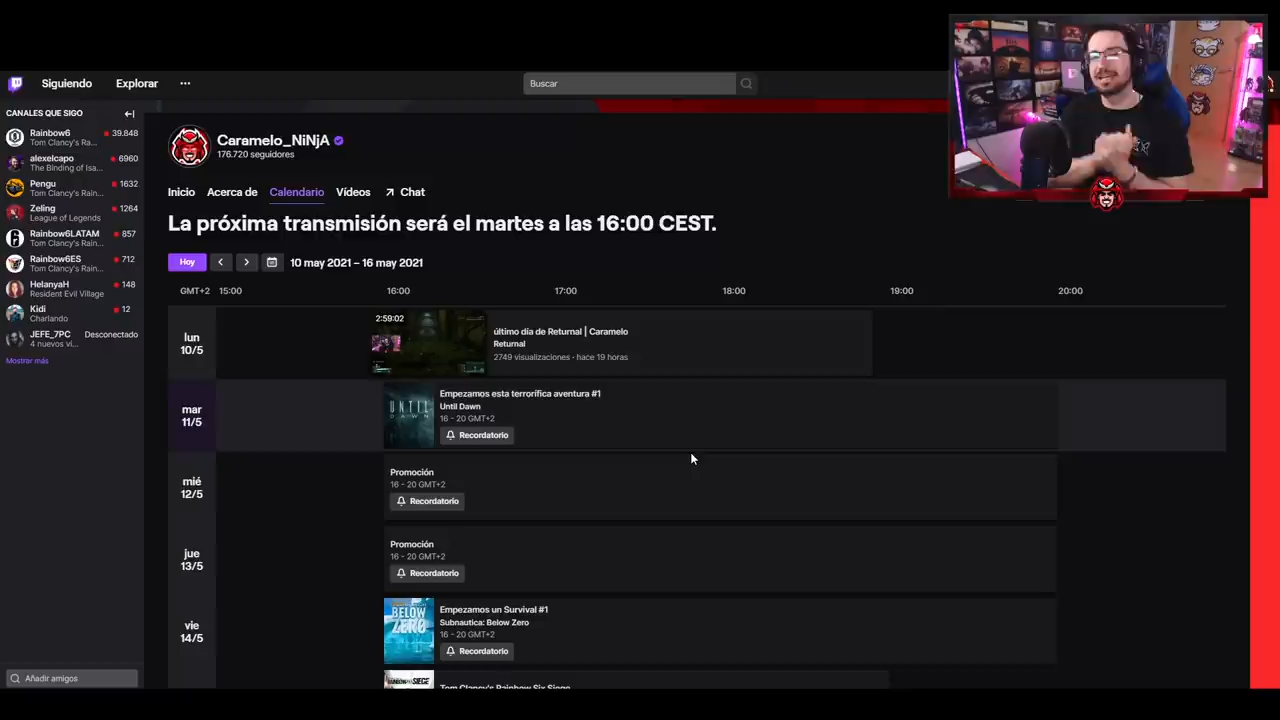 Siguiendo
Explorar
Buscar
CANALES QUE SIGO
Rainbow6
39.848
Tom Clancy's Ra...
alexelcapo
6960
The Binding of Isa...
Pengu
1632
Tom Clancy's Rain...
Zeling
1264
League of Legends
Rainbow6LATAM
857
Tom Clancy's Rain...
Rainbow6ES
712
Tom Clancy's Rain...
HelanyaH
148
Resident Evil Village
Kidi
12
Charlando
JEFE_7PC
Desconectado
4 nuevos ví...
Mostrar más
Añadir amigos
Caramelo_NiNjA
176.720 seguidores
Inicio
Acerca de
Calendario
Vídeos
Chat
La próxima transmisión será el martes a las 16:00 CEST.
Hoy
10 may 2021 – 16 may 2021
GMT+2
15:00
16:00
17:00
18:00
19:00
20:00
lun
10/5
2:59:02
último día de Returnal | Caramelo
Returnal
2749 visualizaciones · hace 19 horas
mar
11/5
UNTIL
DAWN
Empezamos esta terrorífica aventura #1
Until Dawn
16 - 20 GMT+2
Recordatorio
mié
12/5
Promoción
16 - 20 GMT+2
Recordatorio
jue
13/5
Promoción
16 - 20 GMT+2
Recordatorio
vie
14/5
BELOW
ZERO
Empezamos un Survival #1
Subnautica: Below Zero
16 - 20 GMT+2
Recordatorio
SIEGE
Tom Clancy's Rainbow Six Siege